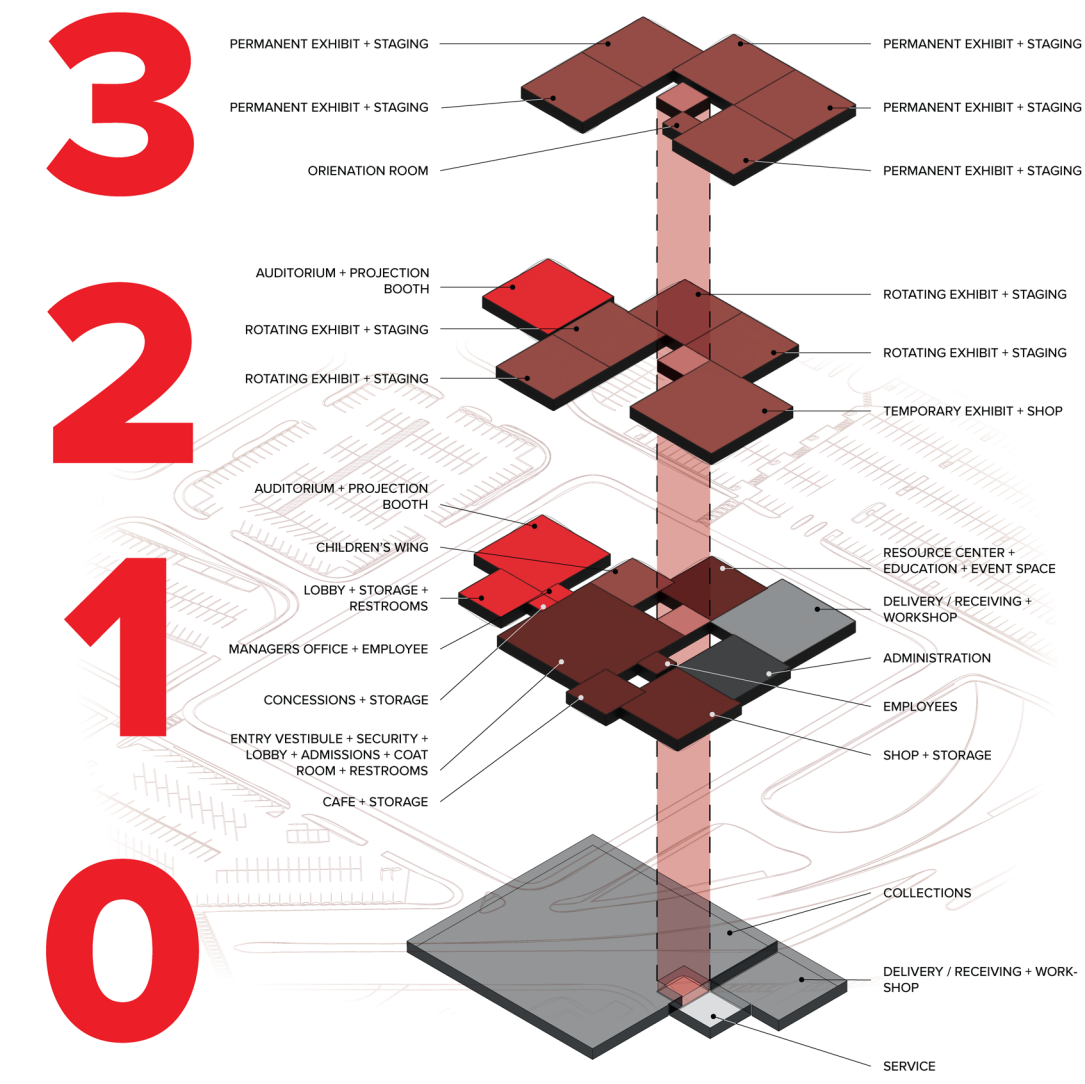 3
PERMANENT EXHIBIT + STAGING
PERMANENT EXHIBIT + STAGING
ORIENATION ROOM
PERMANENT EXHIBIT + STAGING
PERMANENT EXHIBIT + STAGING
PERMANENT EXHIBIT + STAGING
2
AUDITORIUM + PROJECTION
BOOTH
ROTATING EXHIBIT + STAGING
ROTATING EXHIBIT + STAGING
ROTATING EXHIBIT + STAGING
ROTATING EXHIBIT + STAGING
TEMPORARY EXHIBIT + SHOP
1
AUDITORIUM + PROJECTION
BOOTH
CHILDREN'S WING
LOBBY + STORAGE +
RESTROOMS
MANAGERS OFFICE + EMPLOYEE
CONCESSIONS + STORAGE
ENTRY VESTIBULE + SECURITY +
LOBBY + ADMISSIONS + COAT
ROOM + RESTROOMS
CAFE + STORAGE
RESOURCE CENTER +
EDUCATION + EVENT SPACE
DELIVERY / RECEIVING +
WORKSHOP
ADMINISTRATION
EMPLOYEES
SHOP + STORAGE
0
COLLECTIONS
DELIVERY / RECEIVING + WORK-
SHOP
SERVICE